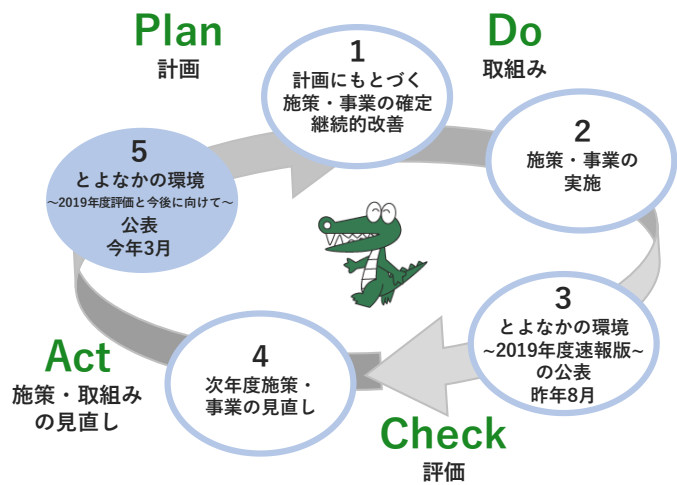 Plan
計画
Do
取組み
1
計画にもとづく
施策・事業の確定
継続的改善
2
施策・事業の
実施
3
とよなかの環境
~2019年度速報版~
の公表
昨年8月
Check
評価
4
次年度施策・
事業の見直し
Act
施策・取組み
の見直し
5
とよなかの環境
~2019年度評価と今後に向けて~
公表
今年3月